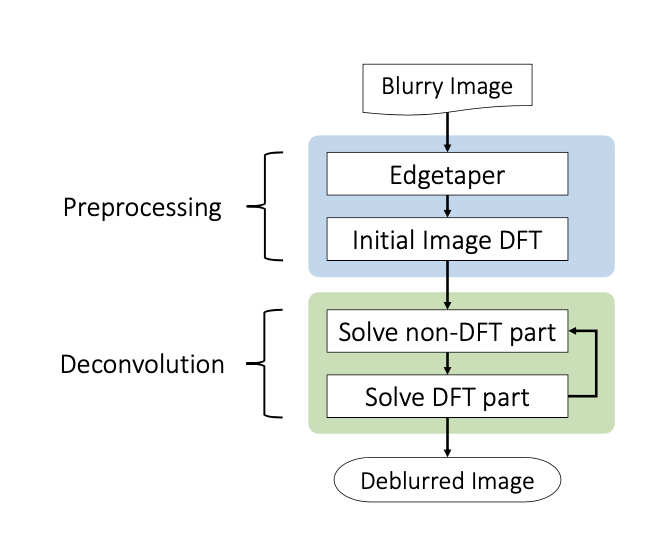 Blurry Image
Preprocessing
Edgetaper
Initial Image DFT
Deconvolution
Solve non-DFT part
Solve DFT part
Deblurred Image